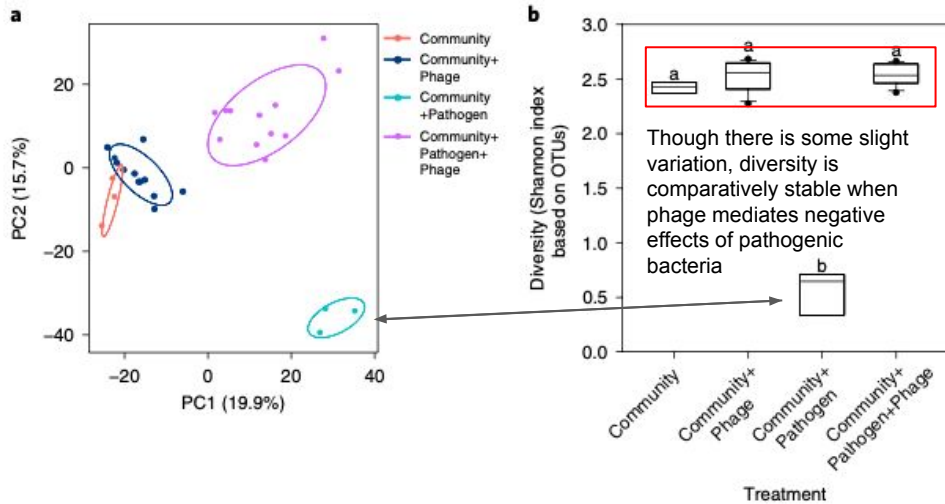 a
Community
Community+
Phage
Community
+Pathogen
Community+
Pathogen+
Phage
20
0
−20
−40
PC2 (15.7%)
−20
0
20
40
PC1 (19.9%)
b
3.0
2.5
2.0
1.5
1.0
0.5
0.0
Diversity (Shannon index
based on OTUs)
a
a
a
b
Though there is some slight
variation, diversity is
comparatively stable when
phage mediates negative
effects of pathogenic
bacteria
Community
Community+
Phage
Community+
Pathogen
Community+
Pathogen+Phage
Treatment